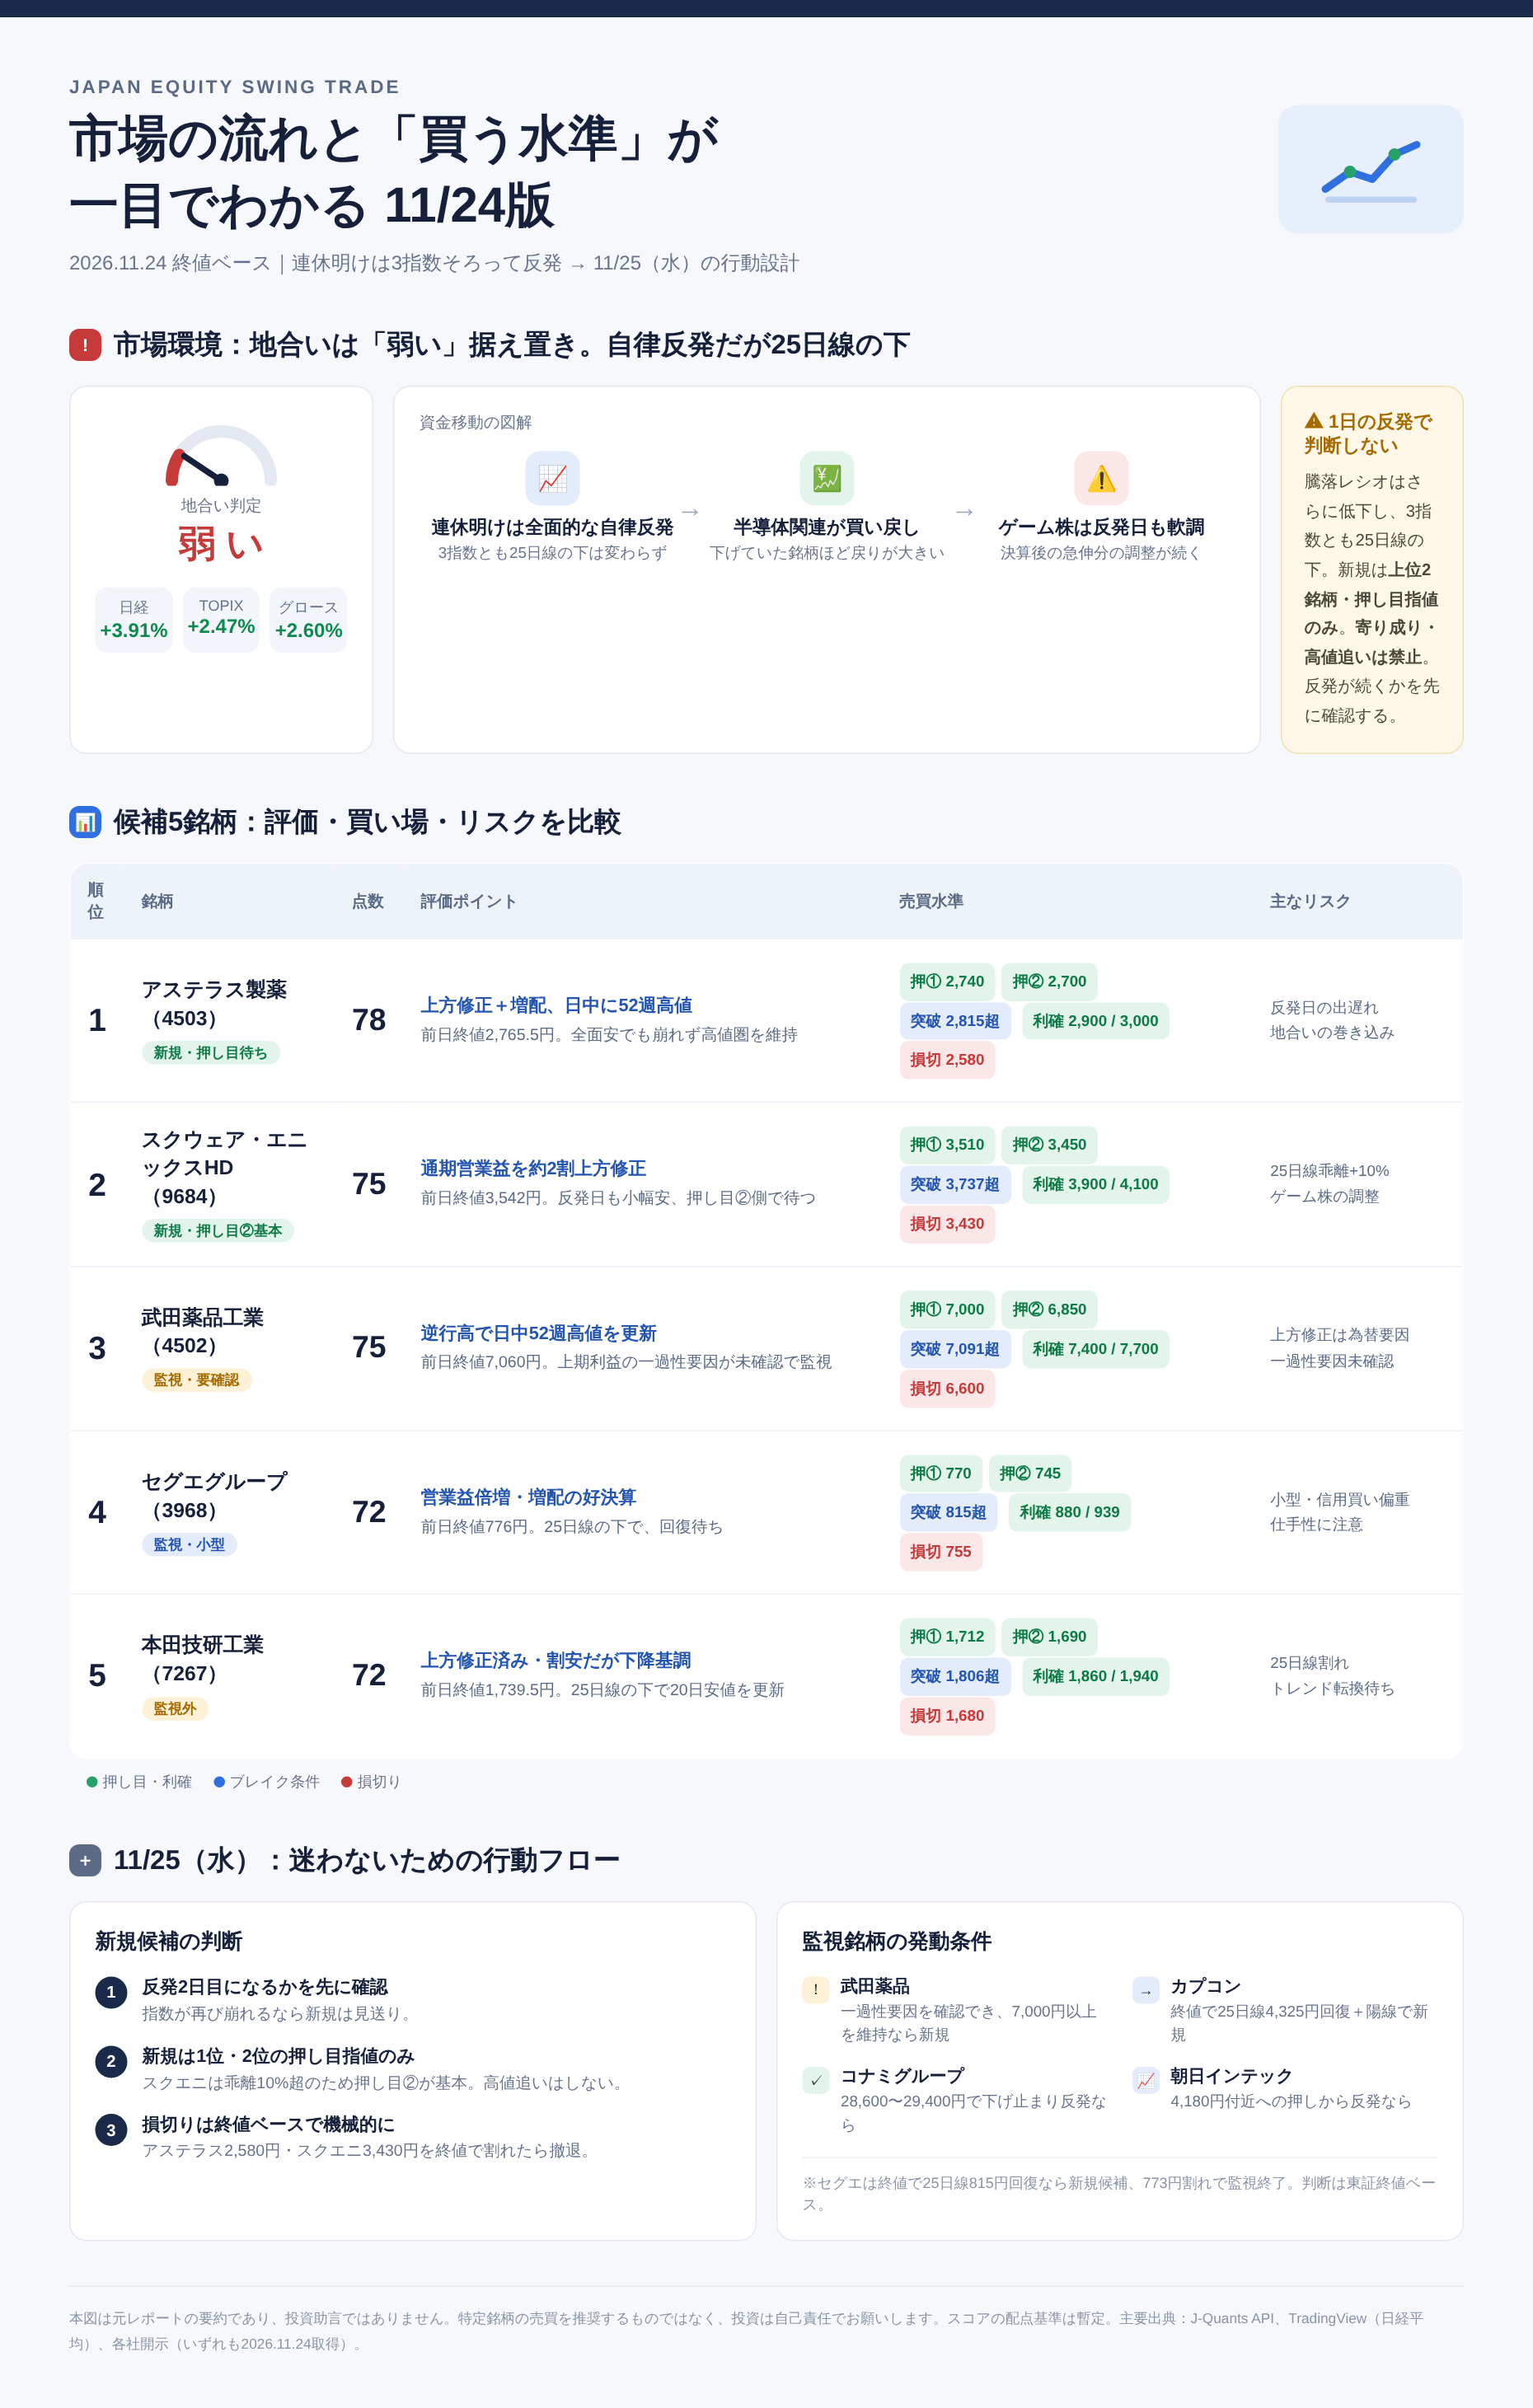 JAPAN EQUITY SWING TRADE
市場の流れと「買う水準」が
一目でわかる 11/24版
2026.11.24 終値ベース｜連休明けは3指数そろって反発 → 11/25（水）の行動設計
! 市場環境：地合いは「弱い」据え置き。自律反発だが25日線の下
地合い判定
弱い
日経
+3.91%
TOPIX
+2.47%
グロース
+2.60%
資金移動の図解
連休明けは全面的な自律反発
3指数とも25日線の下は変わらず
→
半導体関連が買い戻し
下げていた銘柄ほど戻りが大きい
→
ゲーム株は反発日も軟調
決算後の急伸分の調整が続く
⚠ 1日の反発で
判断しない
騰落レシオはさ
らに低下し、3指
数とも25日線の
下。新規は上位2
銘柄・押し目指値
のみ。寄り成り・
高値追いは禁止。
反発が続くかを先
に確認する。
候補5銘柄：評価・買い場・リスクを比較
順
位
銘柄
点数
評価ポイント
売買水準
主なリスク
1
アステラス製薬
（4503）
新規・押し目待ち
78
上方修正＋増配、日中に52週高値
前日終値2,765.5円。全面安でも崩れず高値圏を維持
押① 2,740 押② 2,700
突破 2,815超 利確 2,900 / 3,000
損切 2,580
反発日の出遅れ
地合いの巻き込み
2
スクウェア・エニ
ックスHD
（9684）
新規・押し目②基本
75
通期営業益を約2割上方修正
前日終値3,542円。反発日も小幅安、押し目②側で待つ
押① 3,510 押② 3,450
突破 3,737超 利確 3,900 / 4,100
損切 3,430
25日線乖離+10%
ゲーム株の調整
3
武田薬品工業
（4502）
監視・要確認
75
逆行高で日中52週高値を更新
前日終値7,060円。上期利益の一過性要因が未確認で監視
押① 7,000 押② 6,850
突破 7,091超 利確 7,400 / 7,700
損切 6,600
上方修正は為替要因
一過性要因未確認
4
セグエグループ
（3968）
監視・小型
72
営業益倍増・増配の好決算
前日終値776円。25日線の下で、回復待ち
押① 770 押② 745
突破 815超 利確 880 / 939
損切 755
小型・信用買い偏重
仕手性に注意
5
本田技研工業
（7267）
監視外
72
上方修正済み・割安だが下降基調
前日終値1,739.5円。25日線の下で20日安値を更新
押① 1,712 押② 1,690
突破 1,806超 利確 1,860 / 1,940
損切 1,680
25日線割れ
トレンド転換待ち
押し目・利確 ブレイク条件 損切り
+ 11/25（水）：迷わないための行動フロー
新規候補の判断
1 反発2日目になるかを先に確認
指数が再び崩れるなら新規は見送り。
2 新規は1位・2位の押し目指値のみ
スクエニは乖離10%超のため押し目②が基本。高値追いはしない。
3 損切りは終値ベースで機械的に
アステラス2,580円・スクエニ3,430円を終値で割れたら撤退。
監視銘柄の発動条件
! 武田薬品
一過性要因を確認でき、7,000円以上
を維持なら新規
→ カプコン
終値で25日線4,325円回復＋陽線で新
規
✓ コナミグループ
28,600〜29,400円で下げ止まり反発な
ら
朝日インテック
4,180円付近への押しから反発なら
※セグエは終値で25日線815円回復なら新規候補、773円割れで監視終了。判断は東証終値ベー
ス。
本図は元レポートの要約であり、投資助言ではありません。特定銘柄の売買を推奨するものではなく、投資は自己責任でお願いします。スコアの配点基準は暫定。主要出典：J-Quants API、TradingView（日経平
均）、各社開示（いずれも2026.11.24取得）。